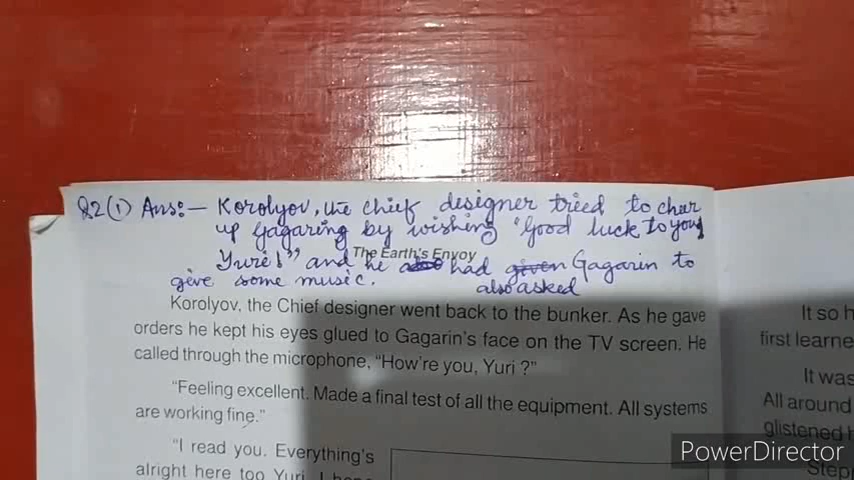 Q2(1) Ans:- Korolyov, the chief designer tried to cheer
up Gagaring by wishing "Good luck to you,
Yure!" and he had given Gagarin to
also asked
give some music.
The Earth's Envoy
Korolyov, the Chief designer went back to the bunker. As he gave
orders he kept his eyes glued to Gagarin's face on the TV screen. He
called through the microphone, "How're you, Yuri ?"
"Feeling excellent. Made a final test of all the equipment. All systems
are working fine."
"I read you. Everything's
alright here too Yuri. I hope
It so h
first learne
It was
All around
glistened h
Stepp
PowerDirector